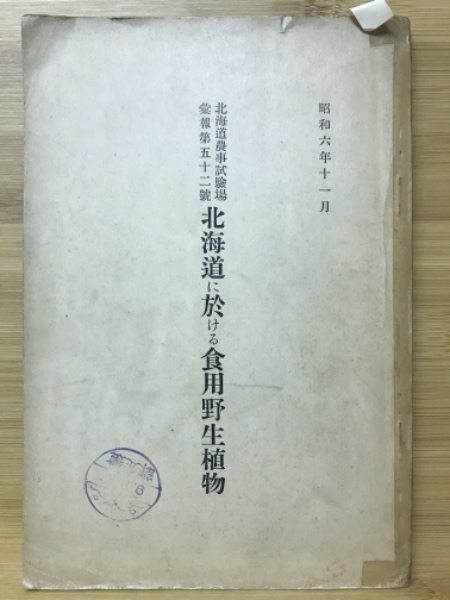 昭和六年十一月
北海道農事試驗場
彙報第五十二號
北海道に於ける食用野生植物